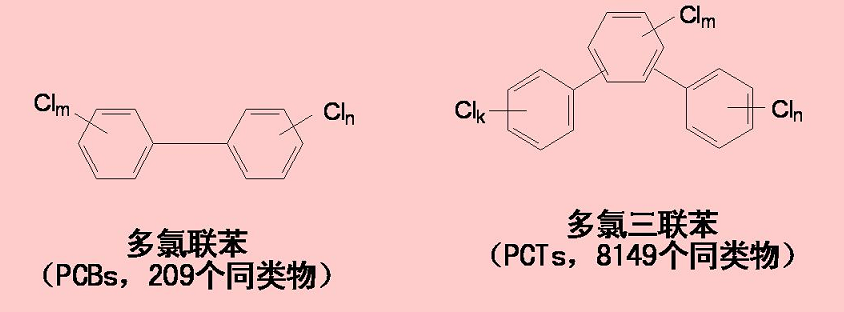 Clm
Cln
多氯联苯
（PCBs，209个同类物）
Clm
Clk
Cln
多氯三联苯
（PCTs，8149个同类物）